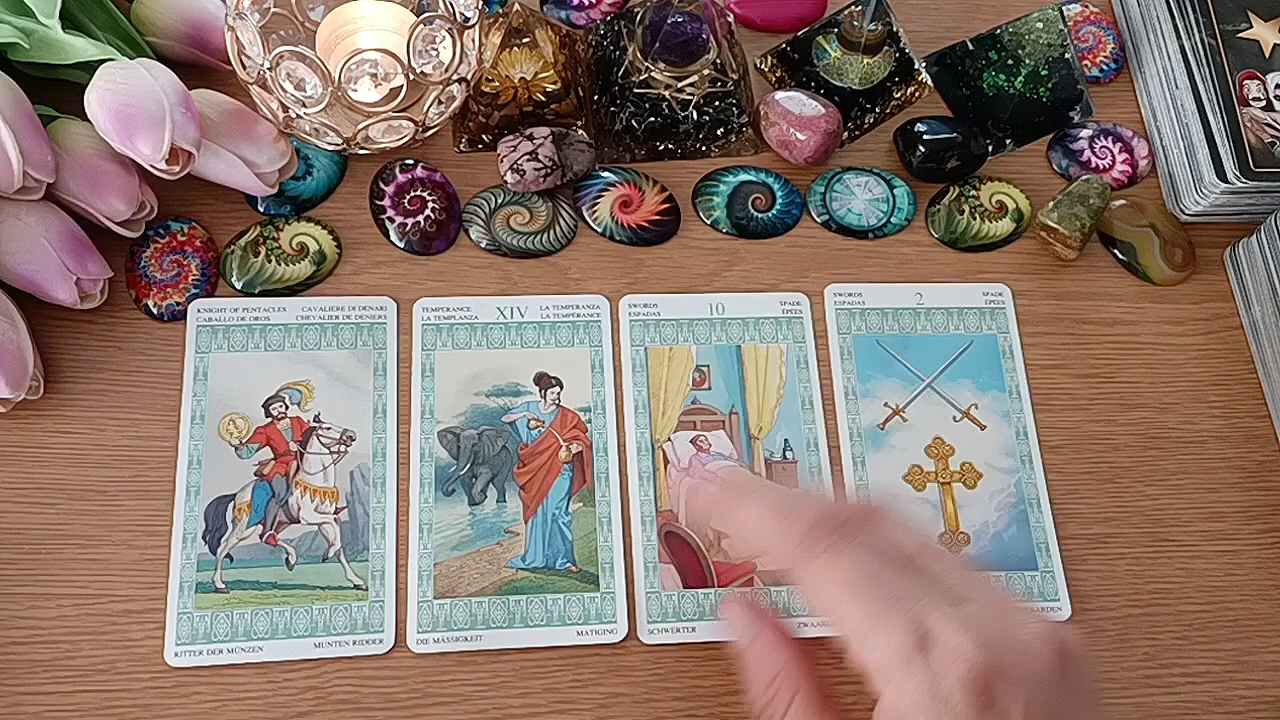 KNIGHT OF PENTACLES CAVALIERE DI DENARI
CABALLO DE OROS CHEVALIER DE DENIERS
RITTER DER MÜNZEN MUNTEN RIDDER
TEMPERANCE XIV LA TEMPERANZA
LA TEMPLANZA LA TEMPÉRANCE
DIE MÄSSIGKEIT MATIGING
SWORDS 10 SPADE
ESPADAS ÉPÉES
SCHWERTER
SWORDS 2 SPADE
ESPADAS ÉPÉES